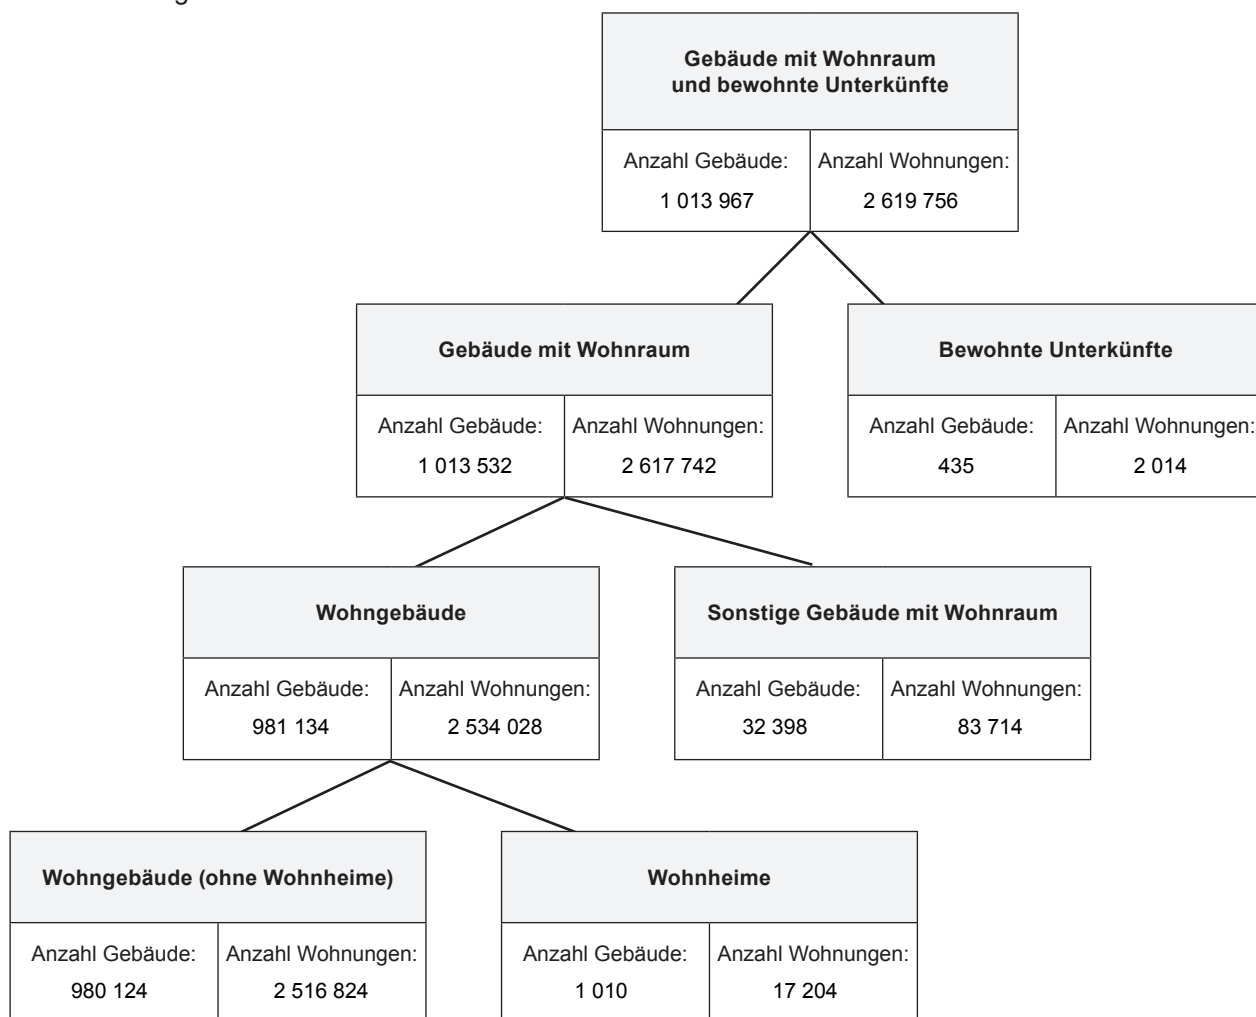 Gebäude mit Wohnraum
und bewohnte Unterkünfte
Anzahl Gebäude: Anzahl Wohnungen:
1 013 967 2 619 756
Gebäude mit Wohnraum Bewohnte Unterkünfte
Anzahl Gebäude: Anzahl Wohnungen: Anzahl Gebäude: Anzahl Wohnungen:
1 013 532 2 617 742 435 2 014
Wohngebäude Sonstige Gebäude mit Wohnraum
Anzahl Gebäude: Anzahl Wohnungen: Anzahl Gebäude: Anzahl Wohnungen:
981 134 2 534 028 32 398 83 714
Wohngebäude (ohne Wohnheime) Wohnheime
Anzahl Gebäude: Anzahl Wohnungen: Anzahl Gebäude: Anzahl Wohnungen:
980 124 2 516 824 1 010 17 204